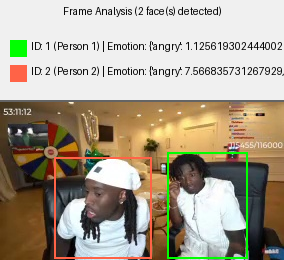 Frame Analysis (2 face(s) detected)
ID: 1 (Person 1) | Emotion: {'angry': 1.125619302444002
ID: 2 (Person 2) | Emotion: {'angry': 7.566835731267929,
53:11:12
115455/116000